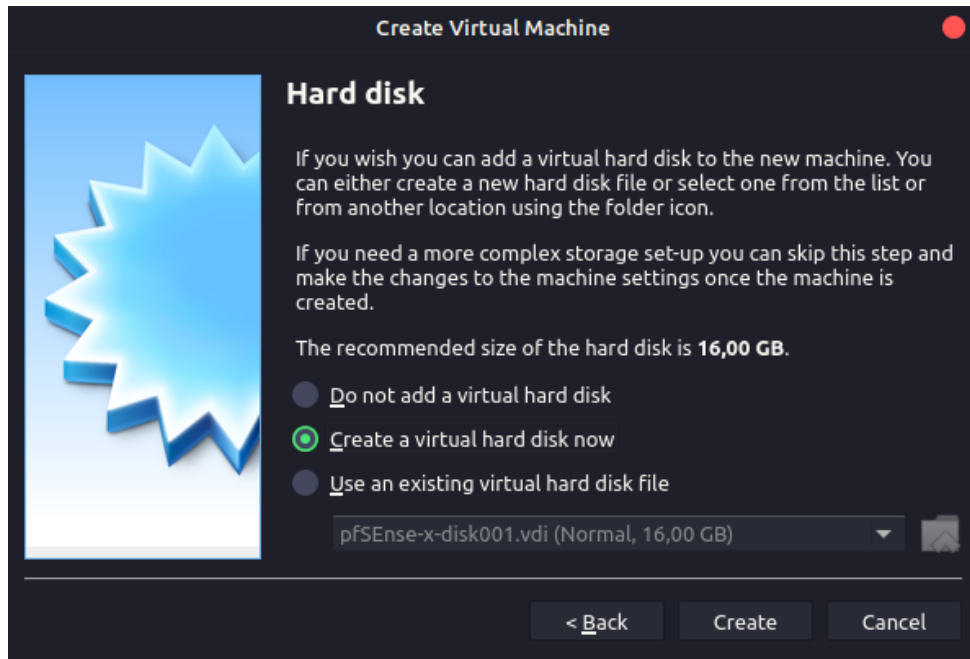 Create Virtual Machine
Hard disk
If you wish you can add a virtual hard disk to the new machine. You
can either create a new hard disk file or select one from the list or
from another location using the folder icon.
If you need a more complex storage set-up you can skip this step and
make the changes to the machine settings once the machine is
created.
The recommended size of the hard disk is 16,00 GB.
Do not add a virtual hard disk
Create a virtual hard disk now
Use an existing virtual hard disk file
pfSEnse-x-disk001.vdi (Normal, 16,00 GB)
< Back
Create
Cancel